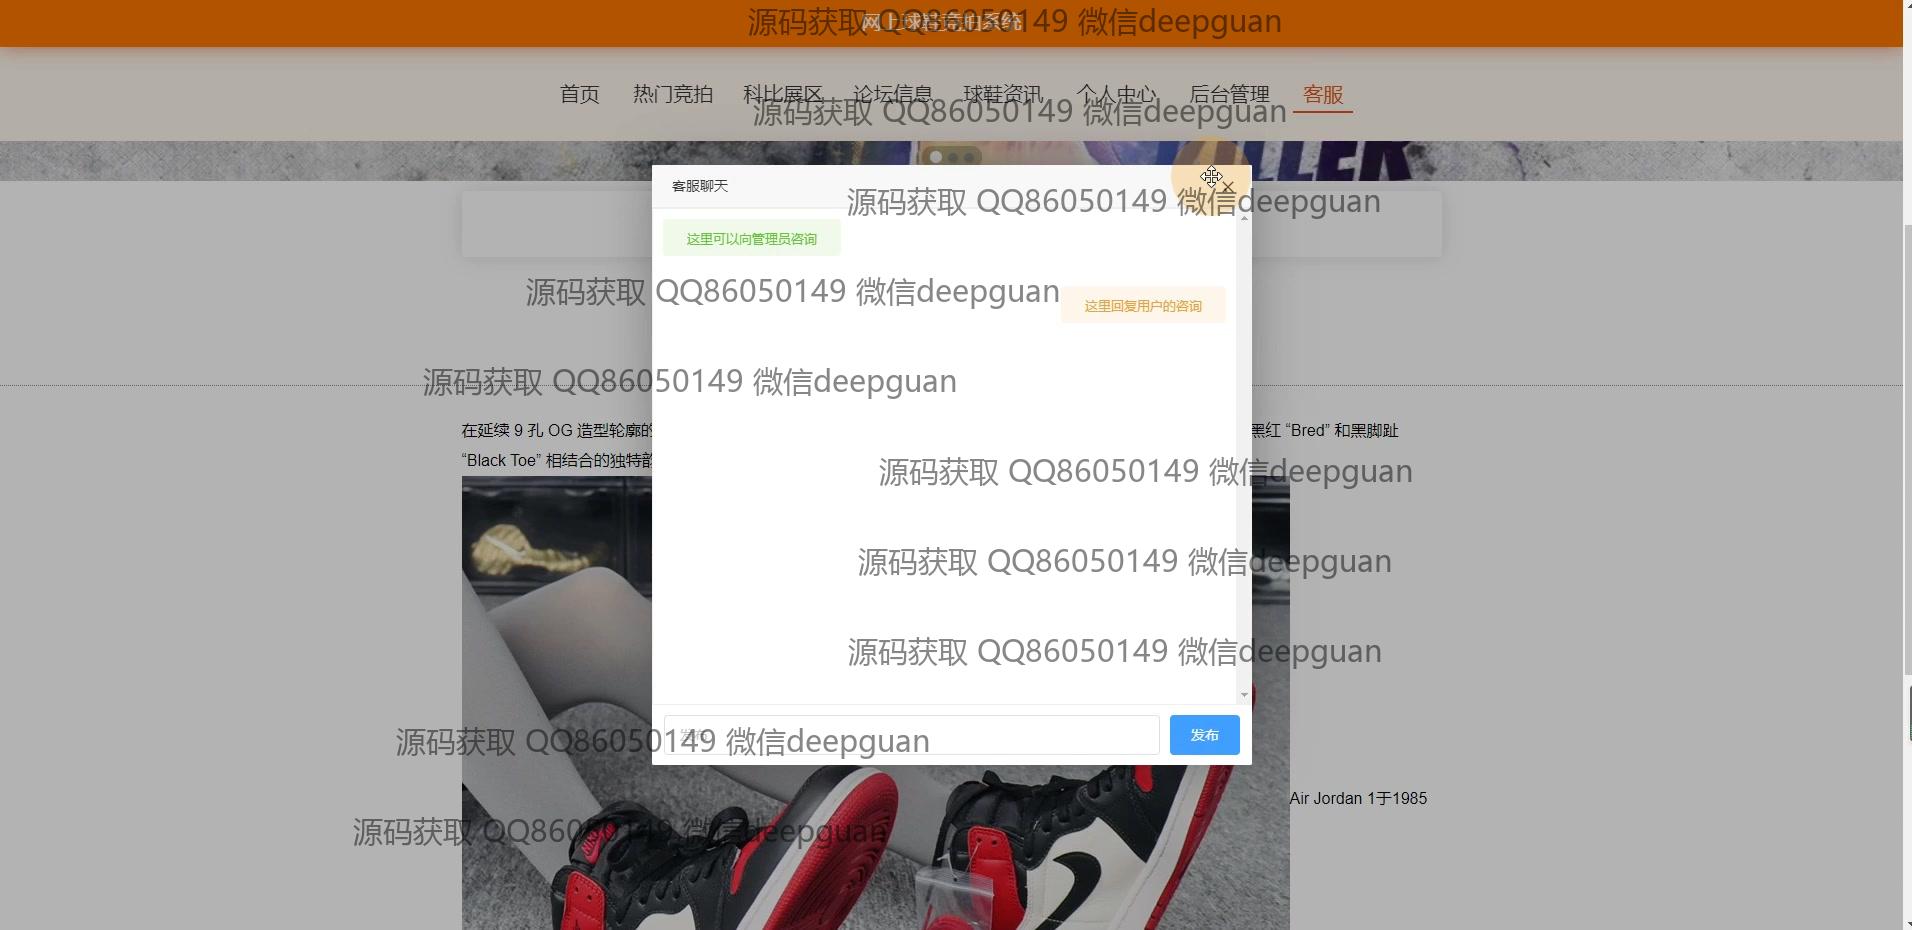 网上球鞋竞拍系统
源码获取 QQ86050149 微信deepguan
首页 热门竞拍 科比展区 论坛信息 球鞋资讯 个人中心 后台管理 客服
源码获取 QQ86050149 微信deepguan
LLER
客服聊天
源码获取 QQ86050149 微信deepguan
这里可以向管理员咨询
源码获取 QQ86050149 微信deepguan
这里回复用户的咨询
源码获取 QQ86050149 微信deepguan
在延续 9 孔 OG 造型轮廓的 黑红 “Bred” 和黑脚趾
“Black Toe” 相结合的独特韵
源码获取 QQ86050149 微信deepguan
源码获取 QQ86050149 微信deepguan
源码获取 QQ86050149 微信deepguan
发布 发布
源码获取 QQ86050149 微信deepguan
Air Jordan 1于1985
源码获取 QQ86050149 微信deepguan
NIKE